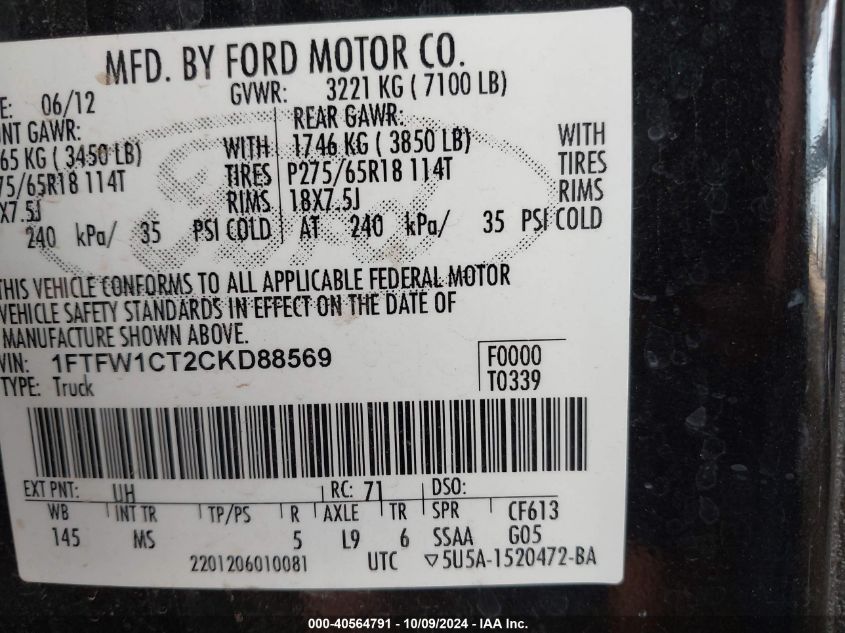 MFD. BY FORD MOTOR CO.
E: 06/12 GVWR: 3221 KG ( 7100 LB)
NT GAWR: REAR GAWR:
65 KG ( 3450 LB) WITH 1746 KG ( 3850 LB) WITH
75/65R18 114T TIRES P275/65R18 114T TIRES
X7.5J RIMS 18X7.5J RIMS
240 kPa/ 35 PSI COLD AT 240 kPa/ 35 PSI COLD
THIS VEHICLE CONFORMS TO ALL APPLICABLE FEDERAL MOTOR
VEHICLE SAFETY STANDARDS IN EFFECT ON THE DATE OF
MANUFACTURE SHOWN ABOVE.
VIN: 1FTFW1CT2CKD88569 F0000
TYPE: Truck T0339
EXT PNT: UH RC: 71 DSO:
WB INT TR TP/PS R AXLE TR SPR CF613
145 MS 5 L9 6 SSAA G05
2201206010081 UTC ▽5U5A-1520472-BA
000-40564791 - 10/09/2024 - IAA Inc.